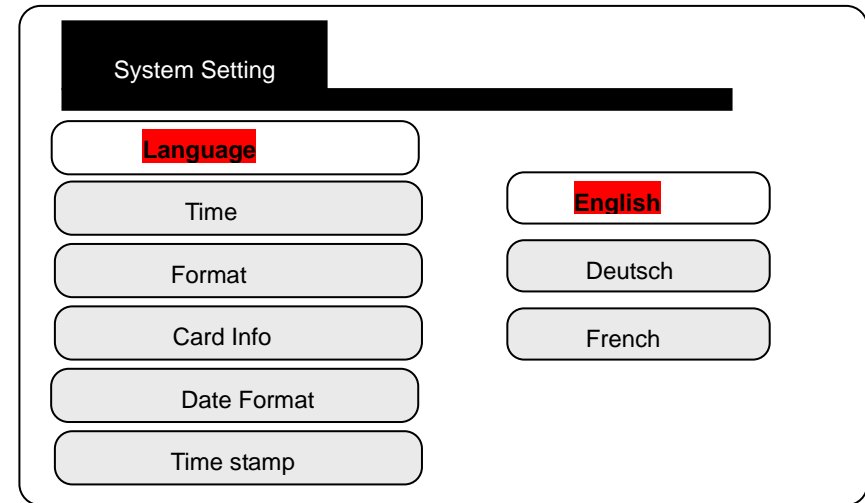 System Setting
Language
Time
Format
Card Info
Date Format
Time stamp
English
Deutsch
French